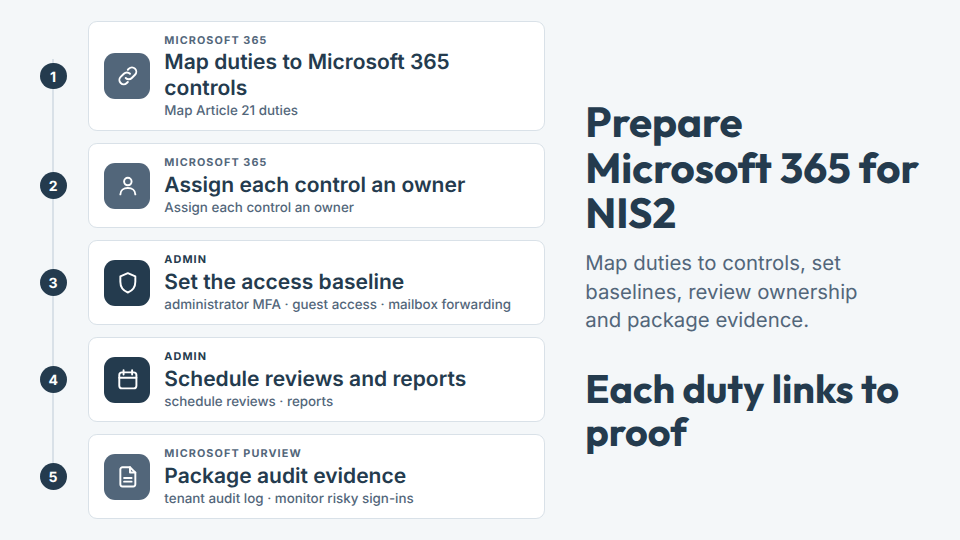 1
MICROSOFT 365
Map duties to Microsoft 365
controls
Map Article 21 duties
2
MICROSOFT 365
Assign each control an owner
Assign each control an owner
3
ADMIN
Set the access baseline
administrator MFA · guest access · mailbox forwarding
4
ADMIN
Schedule reviews and reports
schedule reviews · reports
5
MICROSOFT PURVIEW
Package audit evidence
tenant audit log · monitor risky sign-ins
Prepare
Microsoft 365 for
NIS2
Map duties to controls, set
baselines, review ownership
and package evidence.
Each duty links to
proof